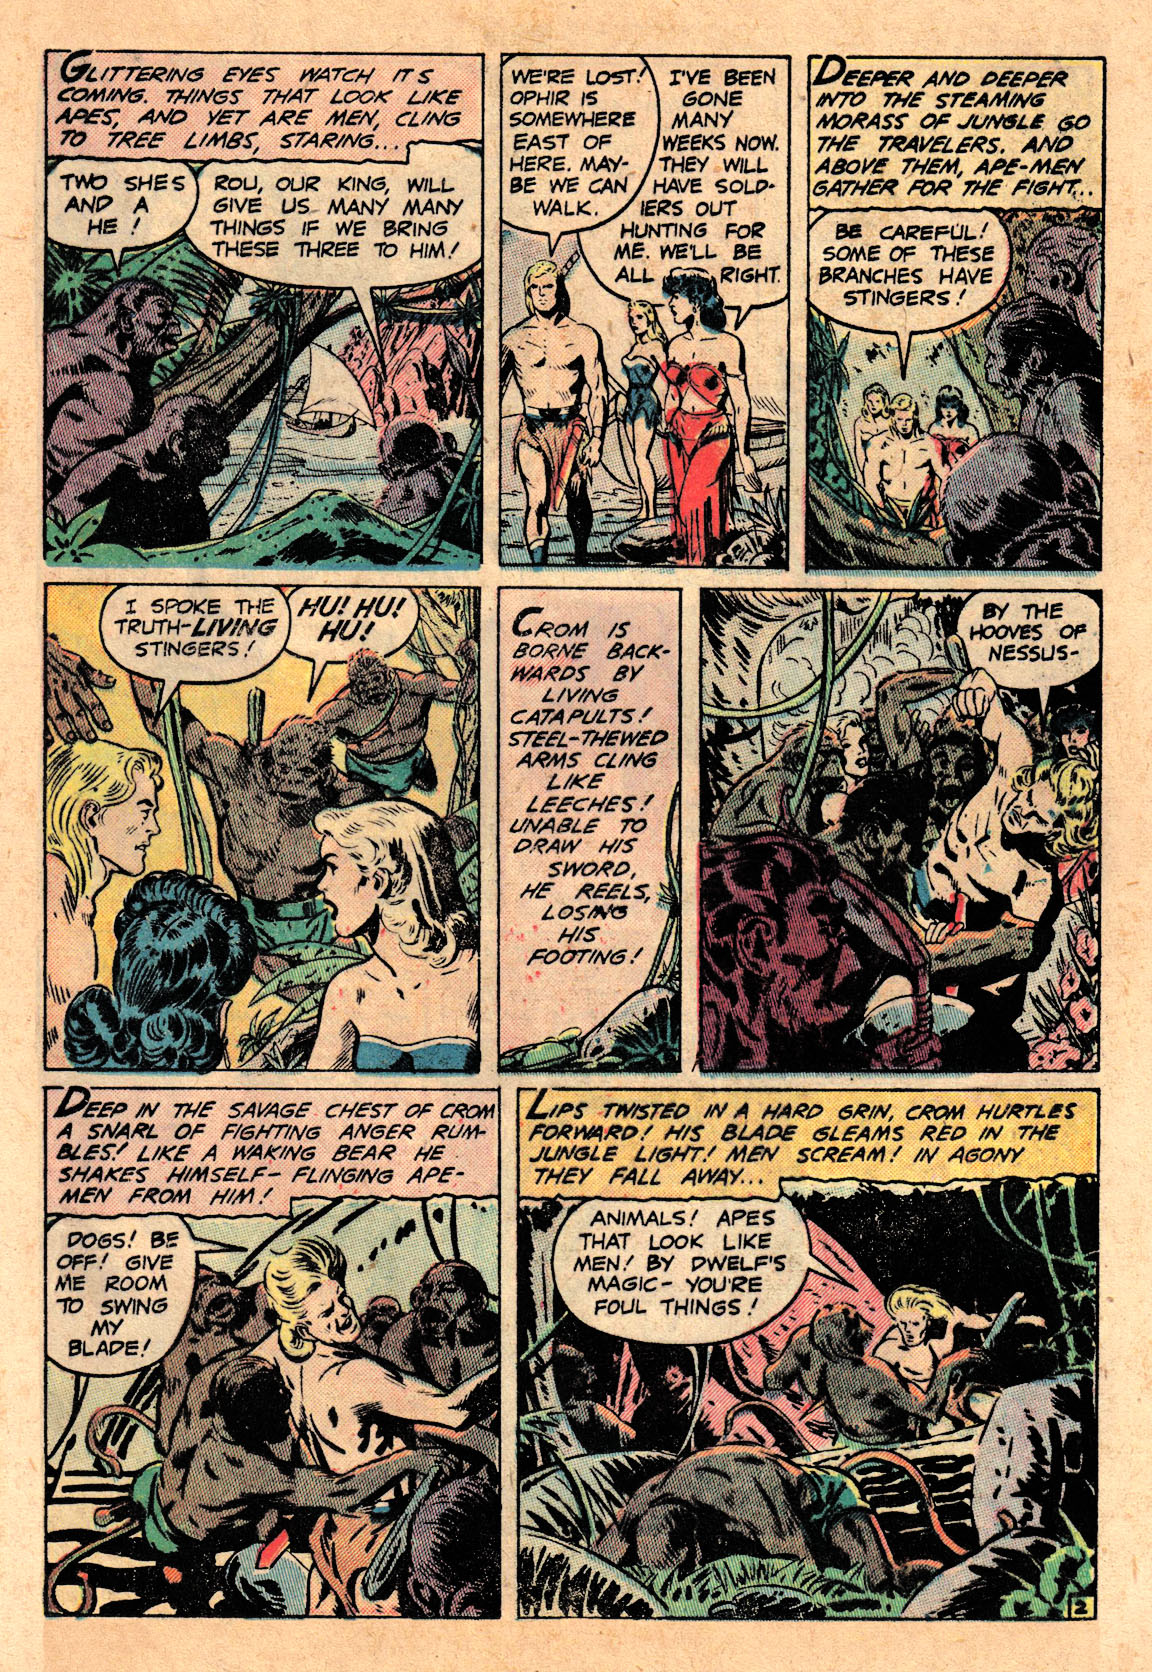 GLITTERING EYES WATCH ITS
COMING. THINGS THAT LOOK LIKE
APES, AND YET ARE MEN, CLING
TO TREE LIMBS, STARING...
TWO SHES
AND A
HE!
ROU, OUR KING, WILL
GIVE US MANY MANY
THINGS IF WE BRING
THESE THREE TO HIM!
WE'RE LOST!
OPHIR IS
SOMEWHERE
EAST OF
HERE. MAY-
BE WE CAN
WALK.
I'VE BEEN
GONE
MANY
WEEKS NOW.
THEY WILL
HAVE SOLD-
IERS OUT
HUNTING FOR
ME. WE'LL BE
ALL RIGHT.
DEEPER AND DEEPER
INTO THE STEAMING
MORASS OF JUNGLE GO
THE TRAVELERS. AND
ABOVE THEM, APE-MEN
GATHER FOR THE FIGHT...
BE CAREFUL!
SOME OF THESE
BRANCHES HAVE
STINGERS!
I SPOKE THE
TRUTH-LIVING
STINGERS!
HU! HU!
HU!
CROM IS
BORNE BACK-
WARDS BY
LIVING
CATAPULTS!
STEEL-THEWED
ARMS CLING
LIKE
LEECHES!
UNABLE TO
DRAW HIS
SWORD,
HE REELS,
LOSING
HIS
FOOTING!
BY THE
HOOVES OF
NESSUS-
DEEP IN THE SAVAGE CHEST OF CROM
A SNARL OF FIGHTING ANGER RUM-
BLES! LIKE A WAKING BEAR HE
SHAKES HIMSELF- FLINGING APE-
MEN FROM HIM!
DOGS! BE
OFF! GIVE
ME ROOM
TO SWING
MY
BLADE!
LIPS TWISTED IN A HARD GRIN, CROM HURTLES
FORWARD! HIS BLADE GLEAMS RED IN THE
JUNGLE LIGHT! MEN SCREAM! IN AGONY
THEY FALL AWAY...
ANIMALS! APES
THAT LOOK LIKE
MEN! BY DWELF'S
MAGIC- YOU'RE
FOUL THINGS!
2